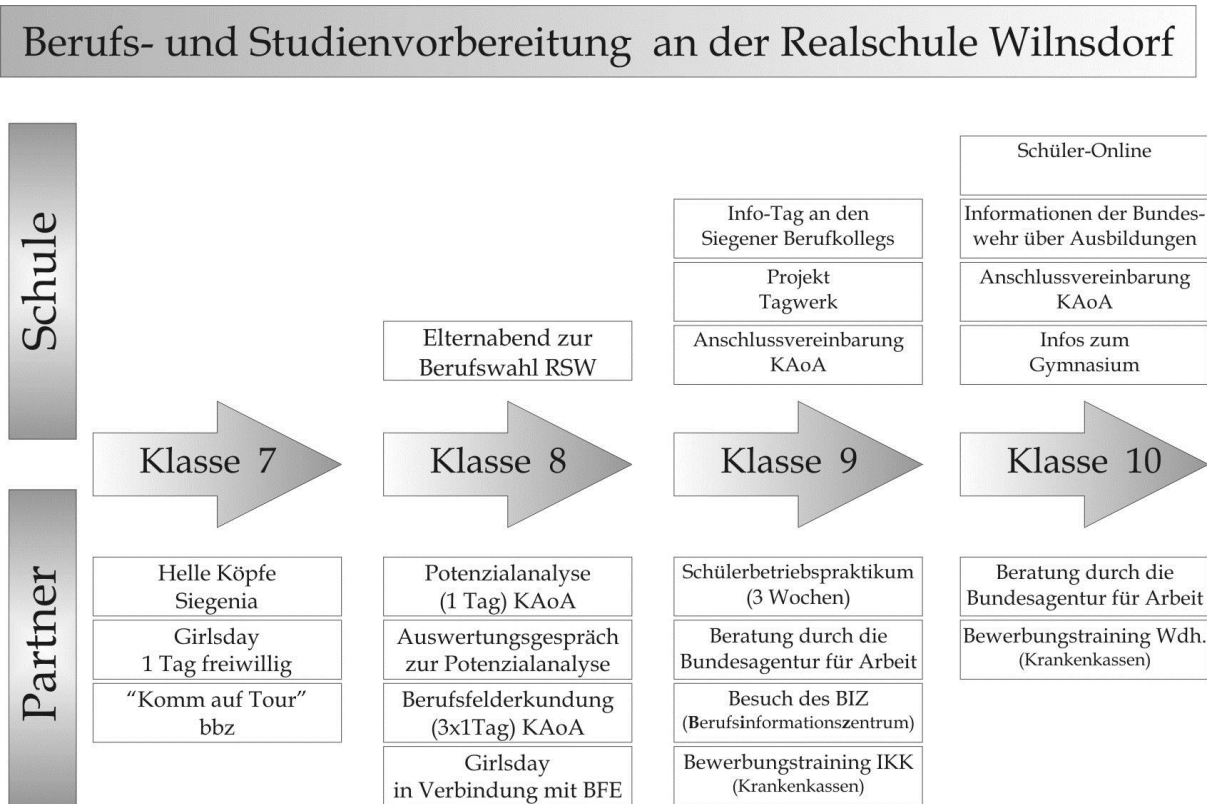 Berufs- und Studienvorbereitung an der Realschule Wilnsdorf
Schule
Schüler-Online
Info-Tag an den
Siegener Berufkollegs
Informationen der Bundes-
wehr über Ausbildungen
Projekt
Tagwerk
Anschlussvereinbarung
KAoA
Elternabend zur
Berufswahl RSW
Anschlussvereinbarung
KAoA
Infos zum
Gymnasium
Klasse 7
Klasse 8
Klasse 9
Klasse 10
Partner
Helle Köpfe
Siegenia
Girlsday
1 Tag freiwillig
“Komm auf Tour”
bbz
Potenzialanalyse
(1 Tag) KAoA
Auswertungsgespräch
zur Potenzialanalyse
Berufsfelderkundung
(3x1Tag) KAoA
Girlsday
in Verbindung mit BFE
Schülerbetriebspraktikum
(3 Wochen)
Beratung durch die
Bundesagentur für Arbeit
Besuch des BIZ
(Berufsinformationszentrum)
Bewerbungstraining IKK
(Krankenkassen)
Beratung durch die
Bundesagentur für Arbeit
Bewerbungstraining Wdh.
(Krankenkassen)